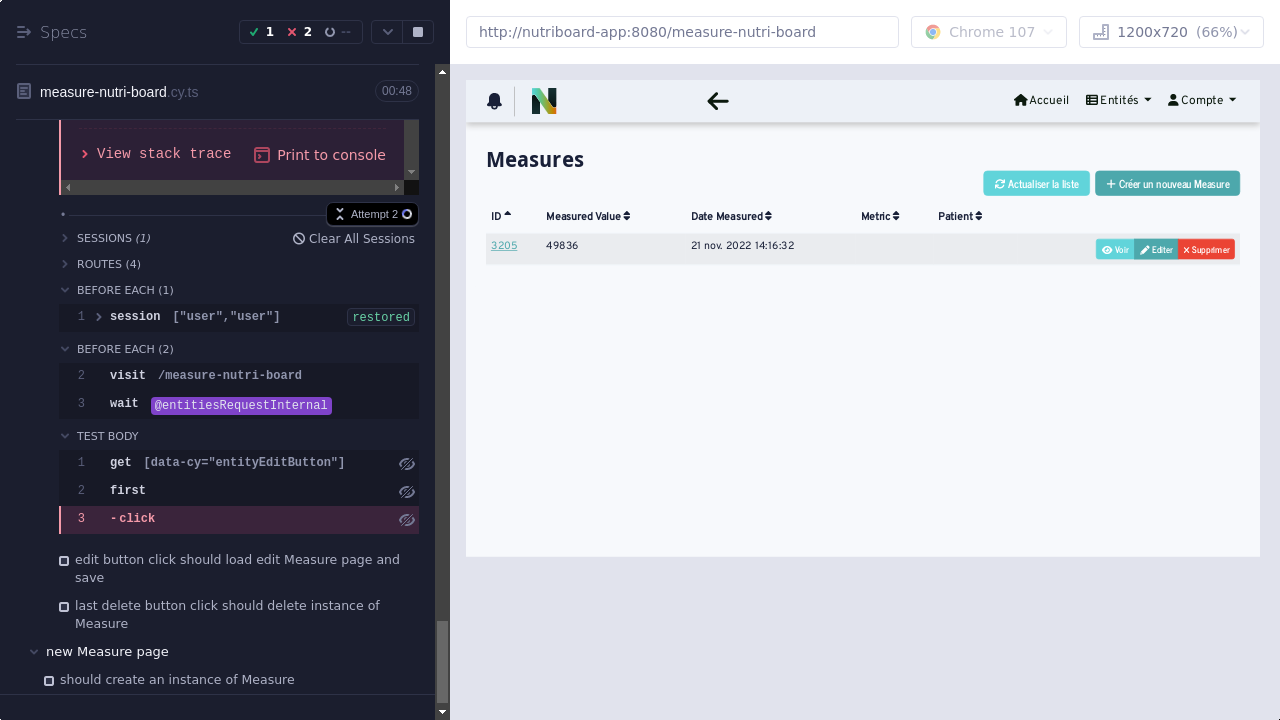 Specs
1
2
--
measure-nutri-board.cy.ts
00:48
View stack trace
Print to console
Attempt 2
SESSIONS (1)
Clear All Sessions
ROUTES (4)
BEFORE EACH (1)
1 session ["user","user"] restored
BEFORE EACH (2)
2 visit /measure-nutri-board
3 wait @entitiesRequestInternal
TEST BODY
1 get [data-cy="entityEditButton"]
2 first
3 -click
edit button click should load edit Measure page and
save
last delete button click should delete instance of
Measure
new Measure page
should create an instance of Measure
http://nutriboard-app:8080/measure-nutri-board
Chrome 107
1200x720 (66%)
N
Accueil
Entités
Compte
Measures
Actualiser la liste
Créer un nouveau Measure
ID Measured Value Date Measured Metric Patient
3205 49836 21 nov. 2022 14:16:32 Voir Editer Supprimer